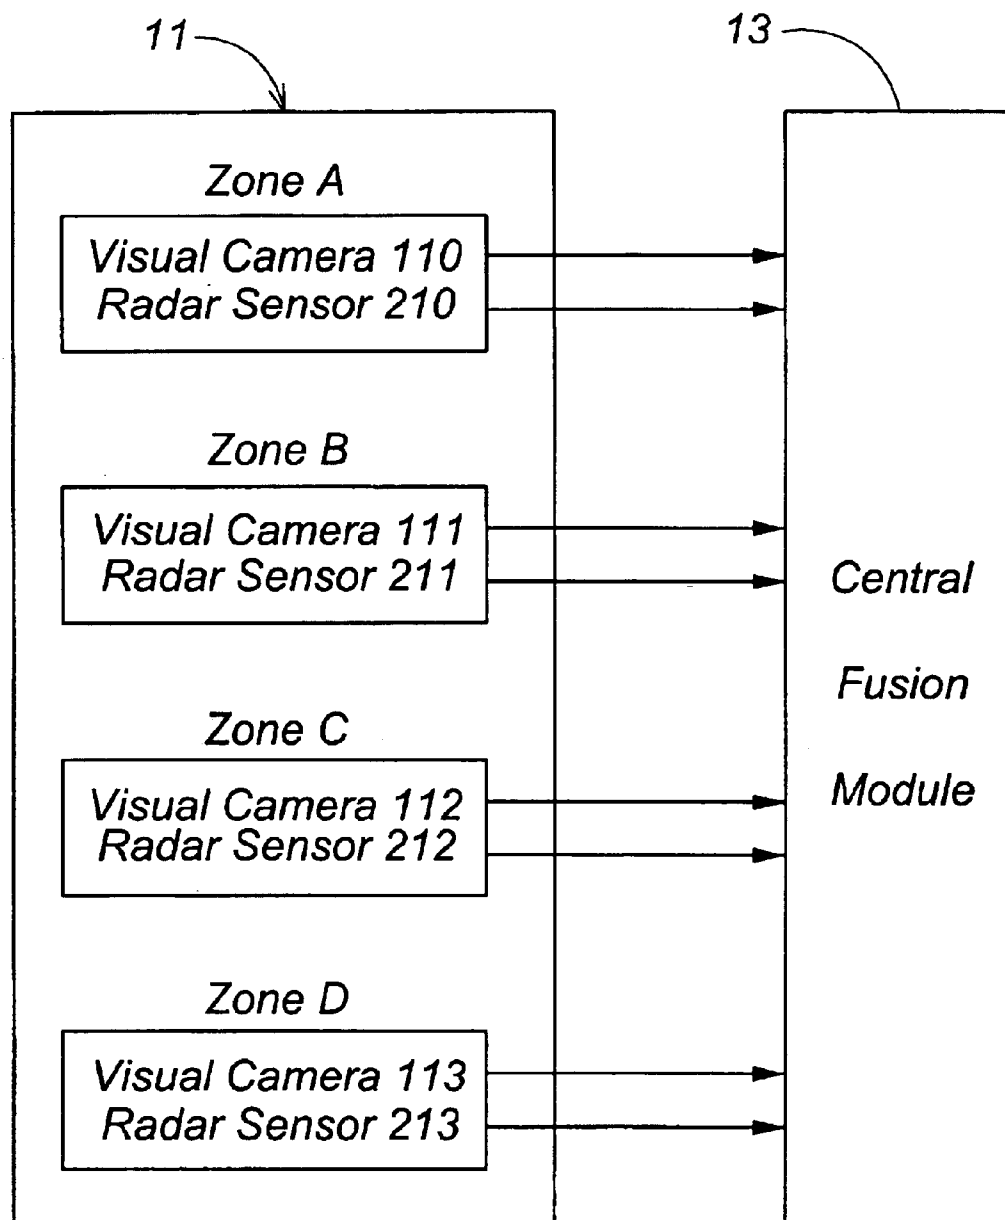 11
13
Zone A
Visual Camera 110
Radar Sensor 210
Zone B
Visual Camera 111
Radar Sensor 211
Zone C
Visual Camera 112
Radar Sensor 212
Zone D
Visual Camera 113
Radar Sensor 213
Central
Fusion
Module